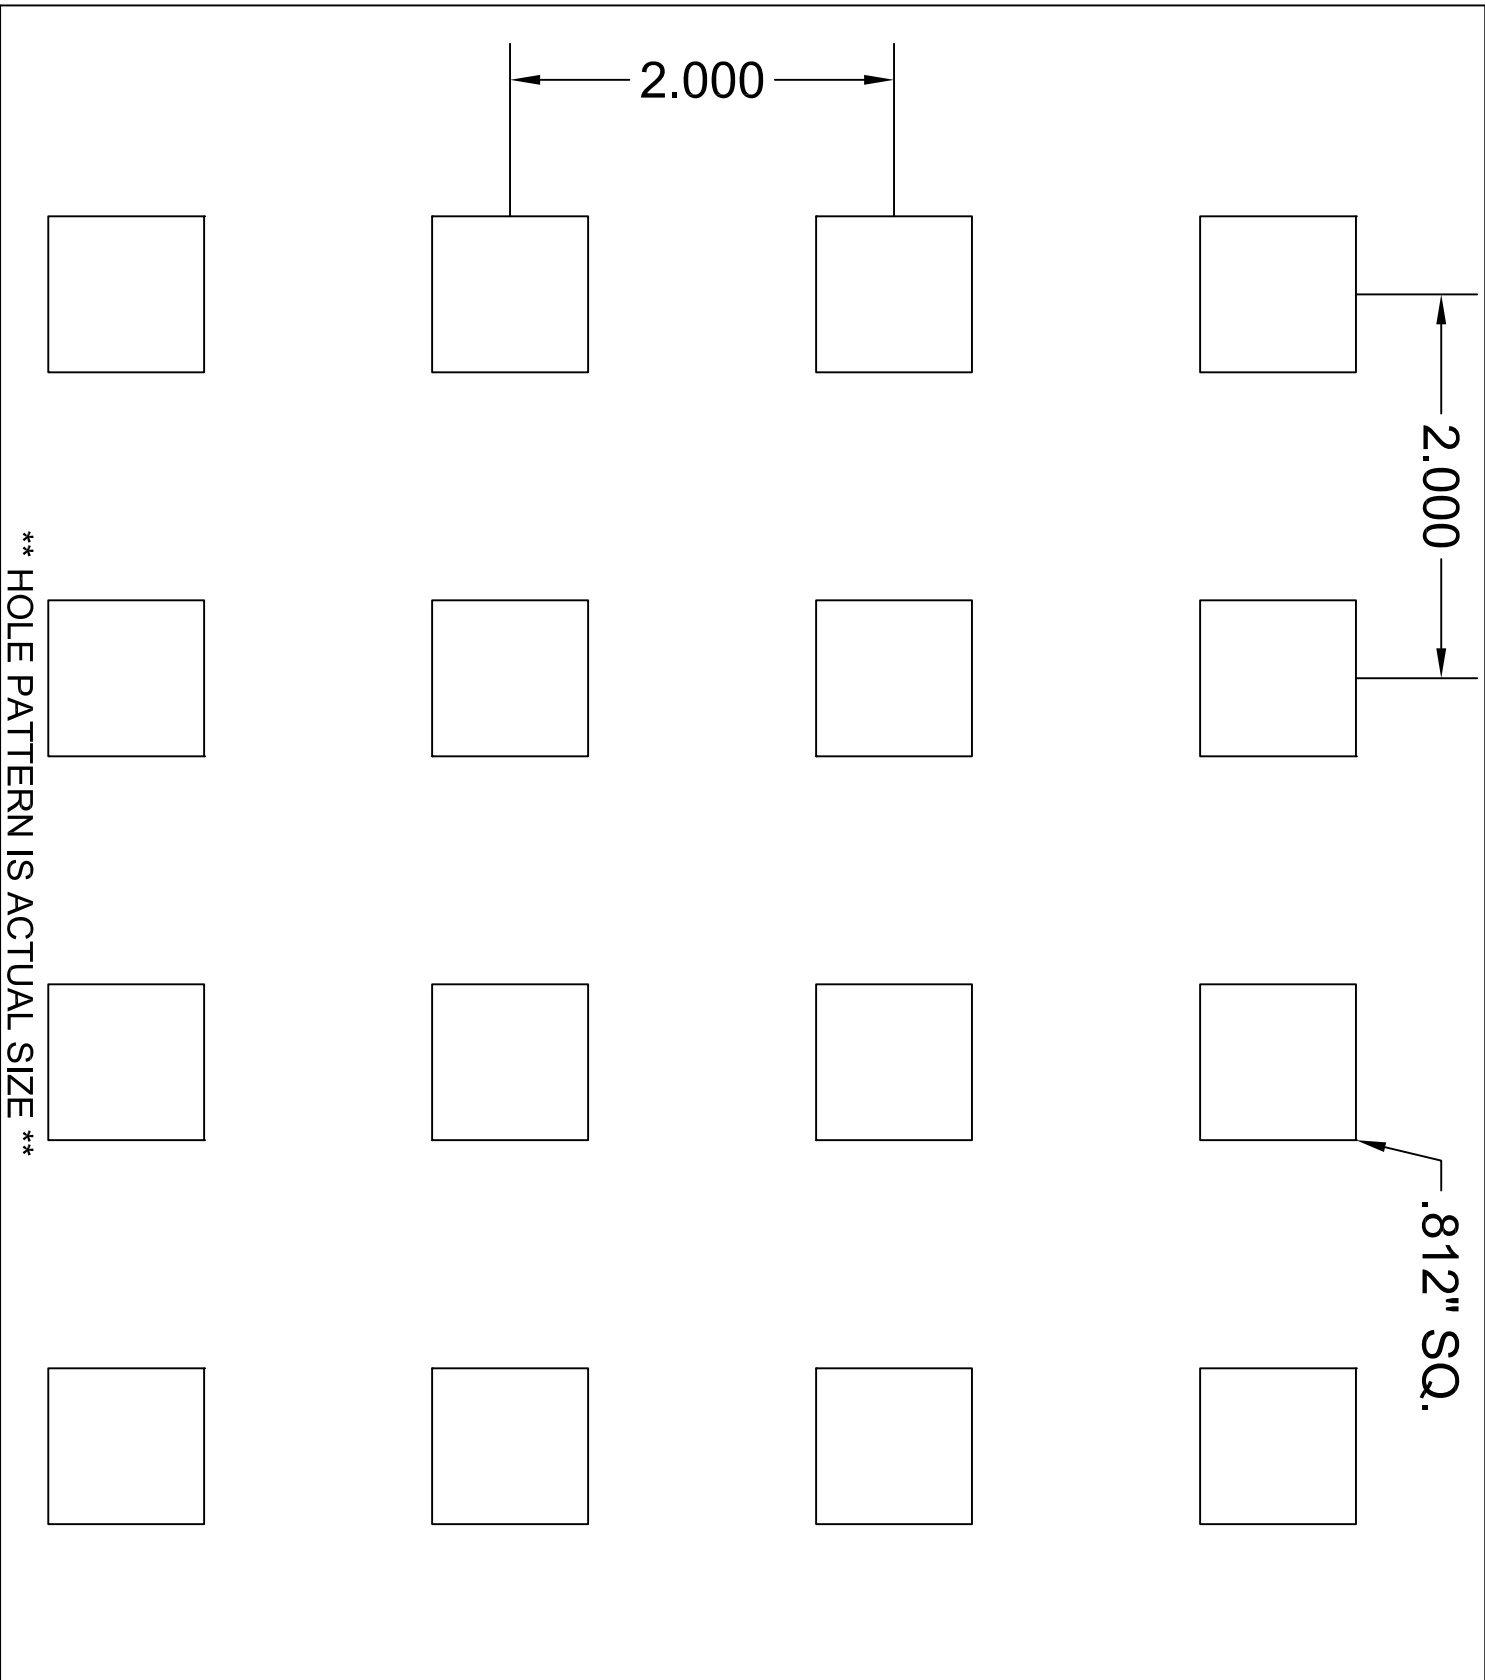 2.000
2.000
.812" SQ.
** HOLE PATTERN IS ACTUAL SIZE **